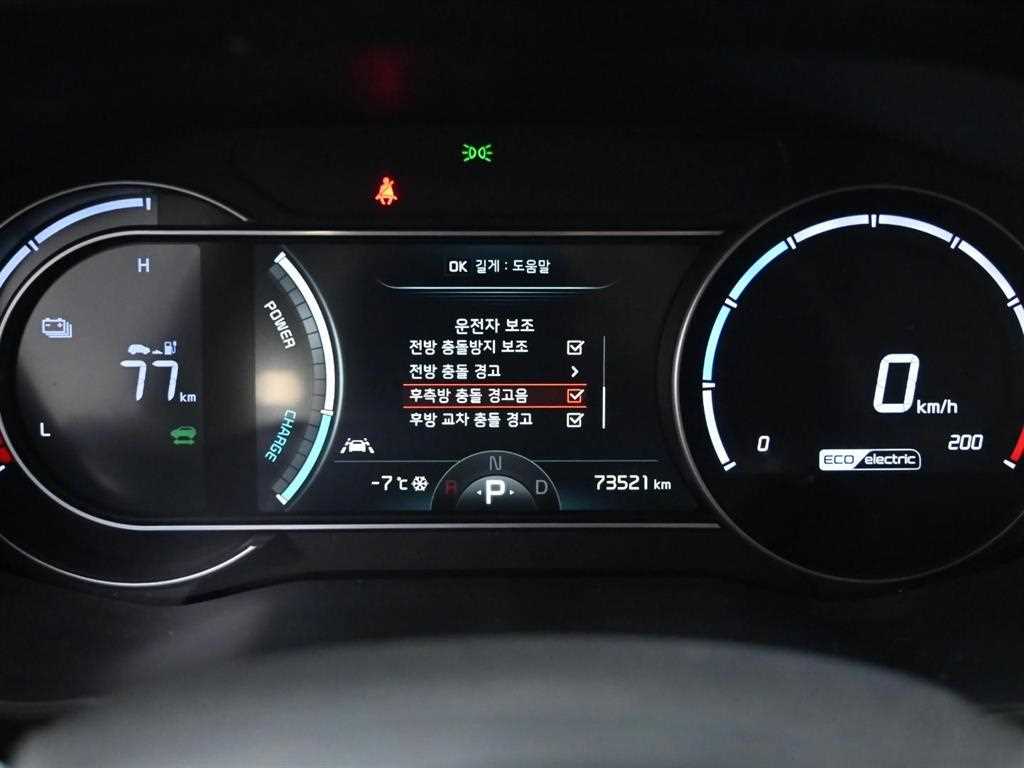 H
77 km
L
POWER
CHARGE
OK 길게 : 도움말
운전자 보조
전방 충돌방지 보조
전방 충돌 경고
후측방 충돌 경고음
후방 교차 충돌 경고
-7℃
R N D
P
73521 km
0 km/h
0 200
ECO electric